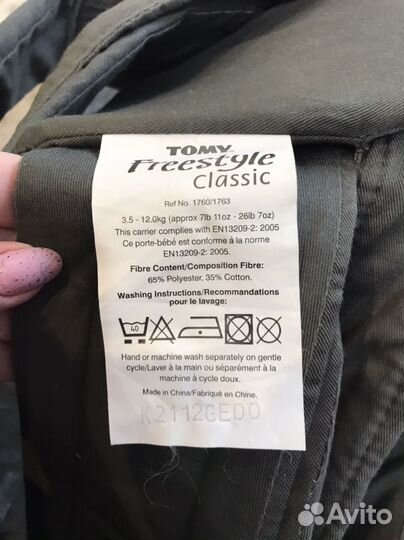 TOMY
Freestyle
Classic
Ref No. 1760/1763
3.5 - 12.0kg (approx 7lb 11oz - 26lb 7oz)
This carrier complies with EN13209-2: 2005
Ce porte-bébé est conforme á la norme
EN13209-2: 2005.
Fibre Content/Composition Fibre:
65% Polyester, 35% Cotton.
Washing Instructions/Recommandations
pour le lavage:
40
Hand or machine wash separately on gentle
cycle/Laver à la main ou séparément à la
machine à cycle doux.
Made in China/Fabriqué en Chine.
K2112GEDO
Avito